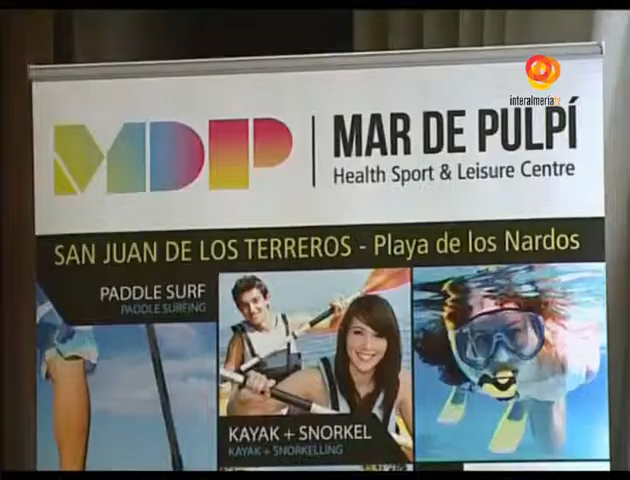 interalmeríatv
MDP
MAR DE PULPÍ
Health Sport & Leisure Centre
SAN JUAN DE LOS TERREROS - Playa de los Nardos
PADDLE SURF
PADDLE SURFING
KAYAK + SNORKEL
KAYAK + SNORKELLING